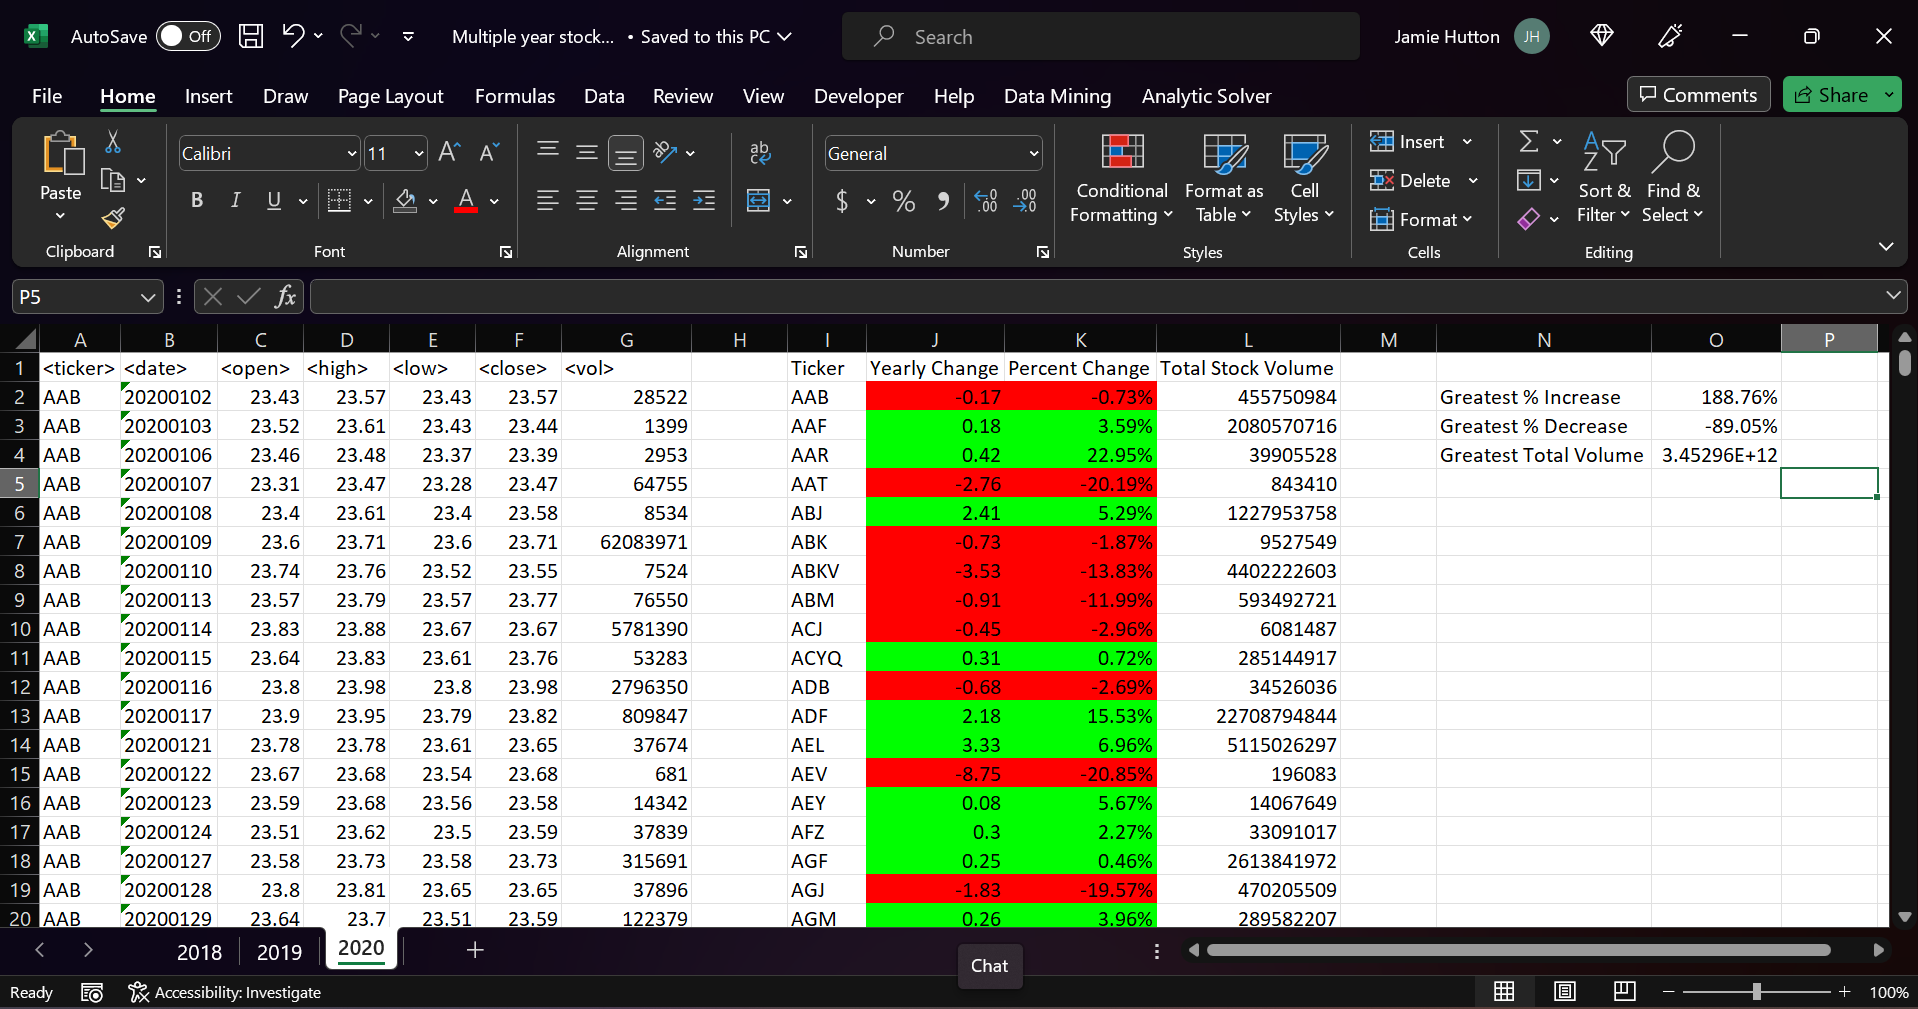 AutoSave Off Multiple year stock... • Saved to this PC Search Jamie Hutton JH
File Home Insert Draw Page Layout Formulas Data Review View Developer Help Data Mining Analytic Solver Comments Share
Paste
Clipboard
Calibri 11
B I U A
Font
ab
Alignment
General
$ % 9 .00
Number
Conditional Formatting
Format as Table
Cell Styles
Styles
Insert
Delete
Format
Cells
Sort & Filter
Find & Select
Editing
P5 fx
A B C D E F G H I J K L M N O P
1 <ticker> <date> <open> <high> <low> <close> <vol> Ticker Yearly Change Percent Change Total Stock Volume
2 AAB 20200102 23.43 23.57 23.43 23.57 28522 AAB -0.17 -0.73% 455750984 Greatest % Increase 188.76%
3 AAB 20200103 23.52 23.61 23.43 23.44 1399 AAF 0.18 3.59% 2080570716 Greatest % Decrease -89.05%
4 AAB 20200106 23.46 23.48 23.37 23.39 2953 AAR 0.42 22.95% 39905528 Greatest Total Volume 3.45296E+12
5 AAB 20200107 23.31 23.47 23.28 23.47 64755 AAT -2.76 -20.19% 843410
6 AAB 20200108 23.4 23.61 23.4 23.58 8534 ABJ 2.41 5.29% 1227953758
7 AAB 20200109 23.6 23.71 23.6 23.71 62083971 ABK -0.73 -1.87% 9527549
8 AAB 20200110 23.74 23.76 23.52 23.55 7524 ABKV -3.53 -13.83% 4402222603
9 AAB 20200113 23.57 23.79 23.57 23.77 76550 ABM -0.91 -11.99% 593492721
10 AAB 20200114 23.83 23.88 23.67 23.67 5781390 ACJ -0.45 -2.96% 6081487
11 AAB 20200115 23.64 23.83 23.61 23.76 53283 ACYQ 0.31 0.72% 285144917
12 AAB 20200116 23.8 23.98 23.8 23.98 2796350 ADB -0.68 -2.69% 34526036
13 AAB 20200117 23.9 23.95 23.79 23.82 809847 ADF 2.18 15.53% 22708794844
14 AAB 20200121 23.78 23.78 23.61 23.65 37674 AEL 3.33 6.96% 5115026297
15 AAB 20200122 23.67 23.68 23.54 23.68 681 AEV -8.75 -20.85% 196083
16 AAB 20200123 23.59 23.68 23.56 23.58 14342 AEY 0.08 5.67% 14067649
17 AAB 20200124 23.51 23.62 23.5 23.59 37839 AFZ 0.3 2.27% 33091017
18 AAB 20200127 23.58 23.73 23.58 23.73 315691 AGF 0.25 0.46% 2613841972
19 AAB 20200128 23.8 23.81 23.65 23.65 37896 AGJ -1.83 -19.57% 470205509
20 AAB 20200129 23.64 23.7 23.51 23.59 122379 AGM 0.26 3.96% 289582207
2018 2019 2020
Chat
Ready Accessibility: Investigate 100%